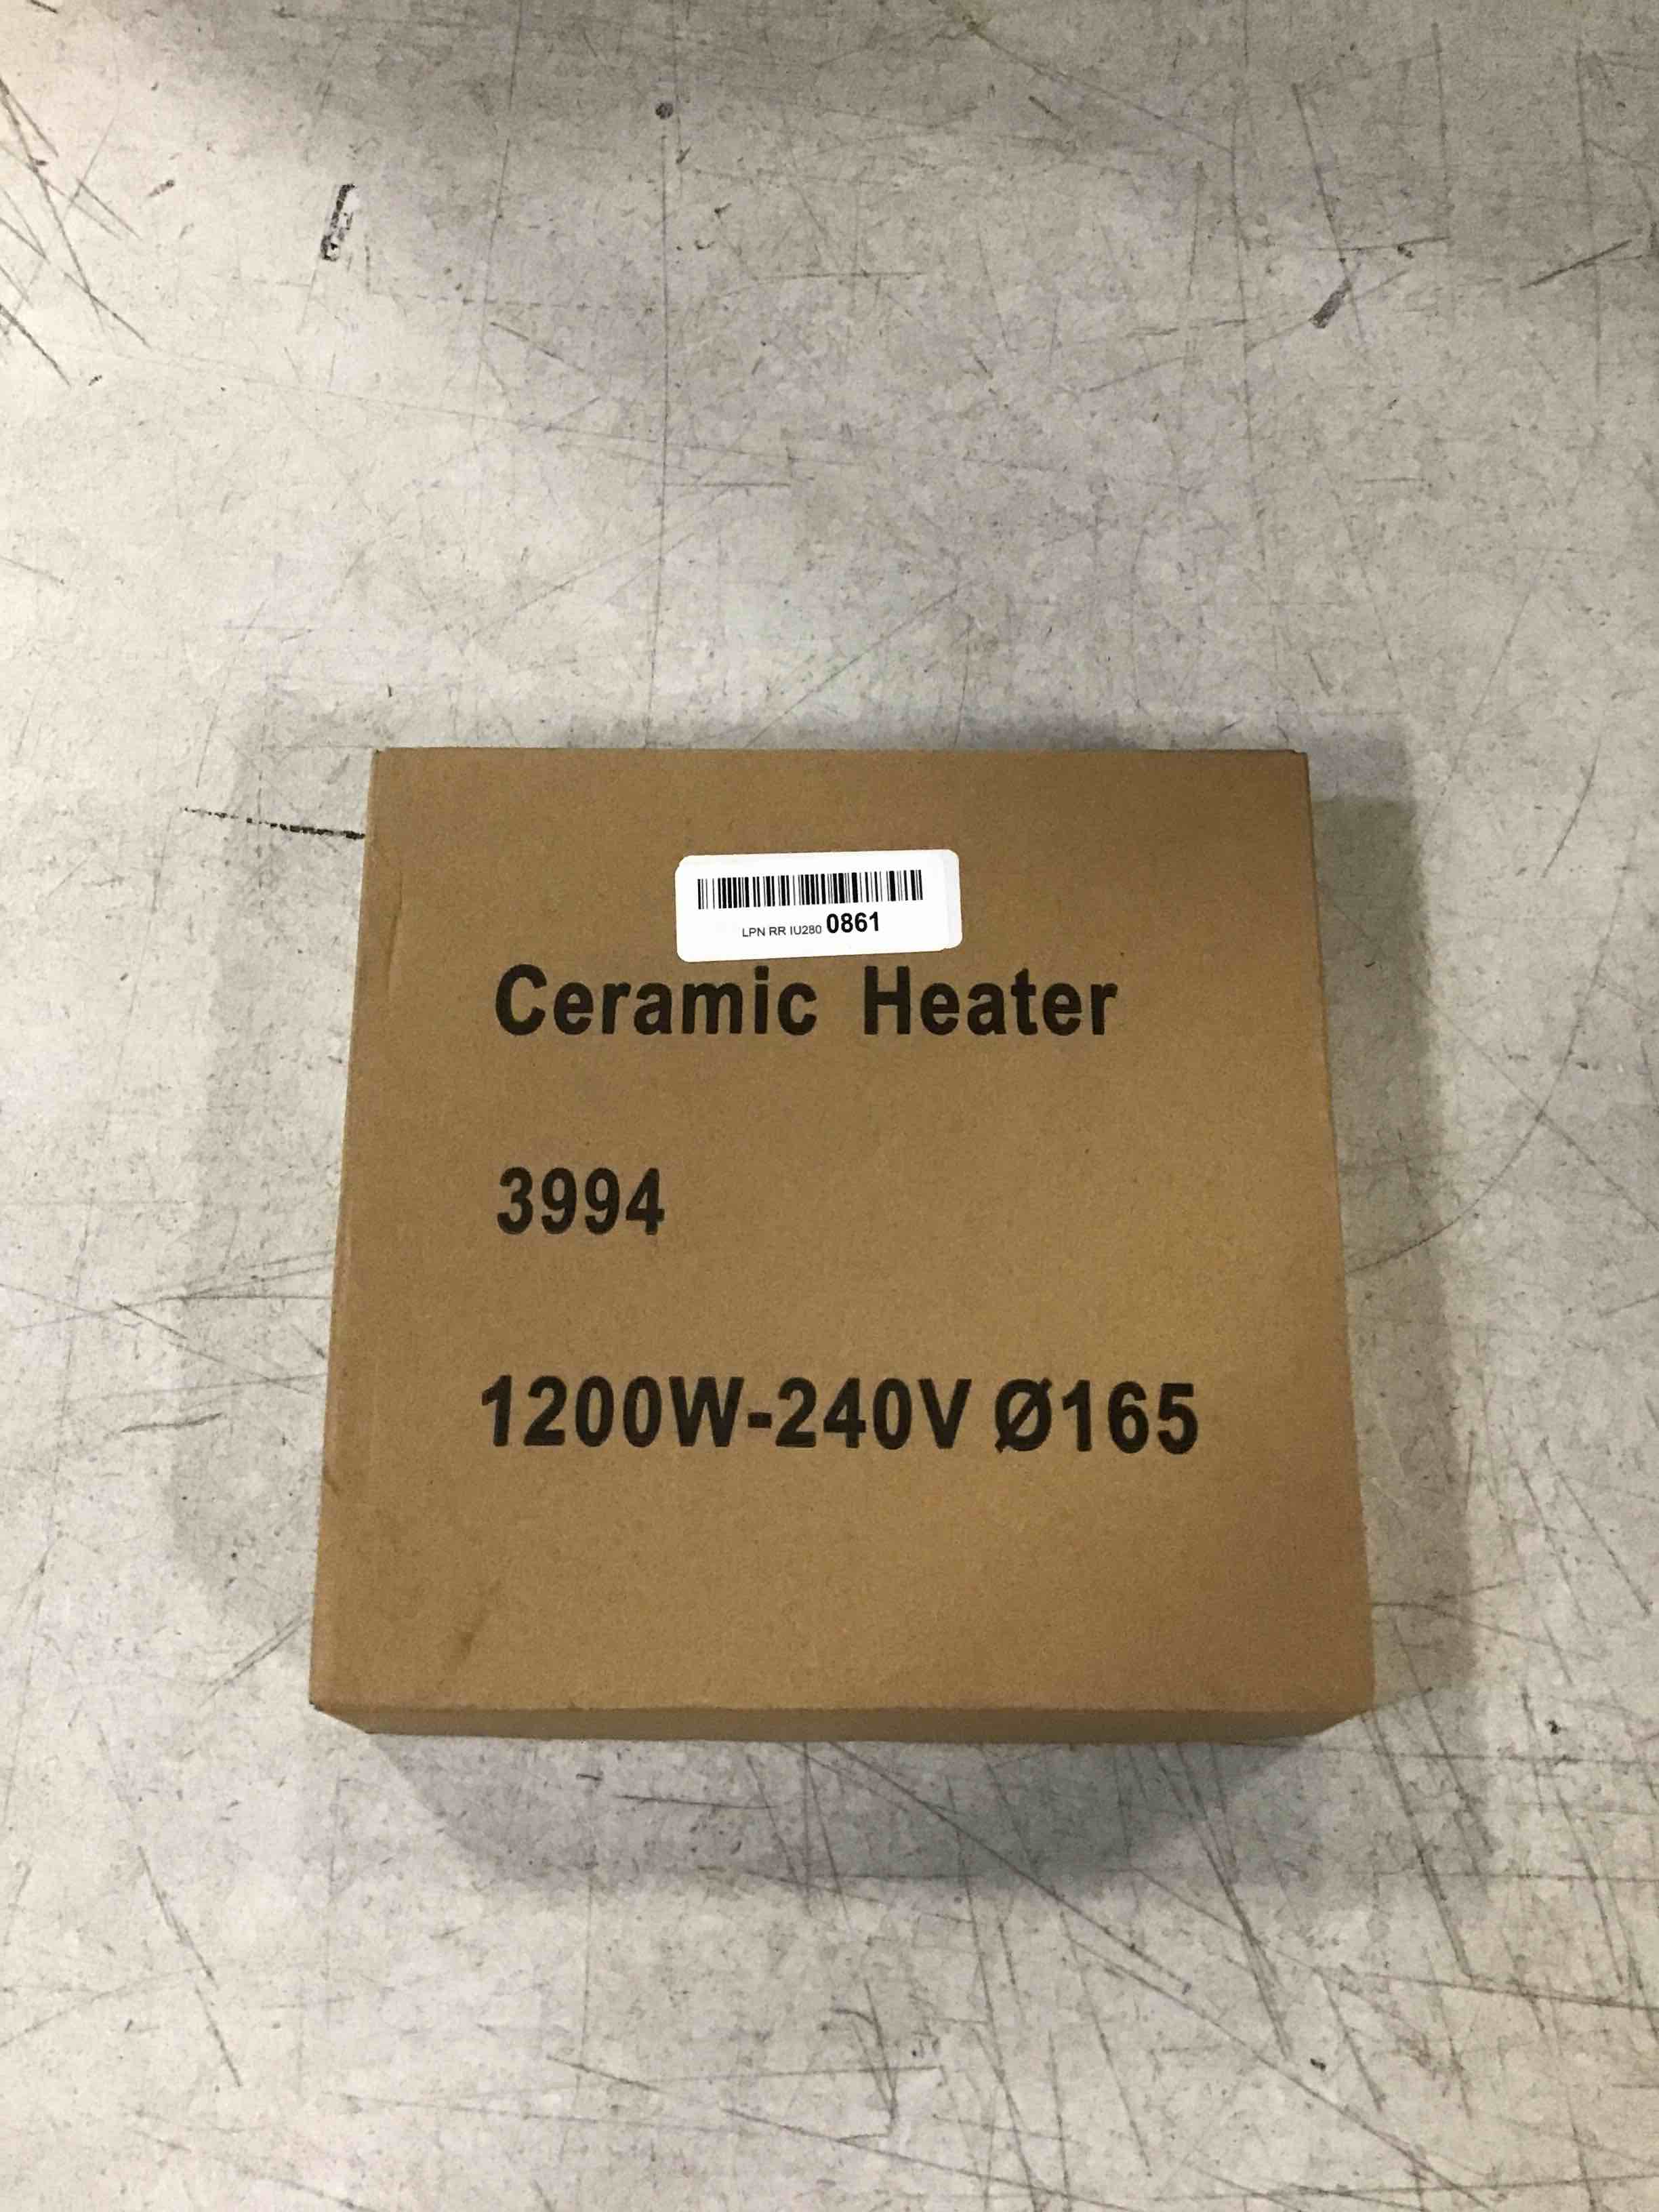 LPN RR IU280 0861
Ceramic Heater
3994
1200W-240V Ø165